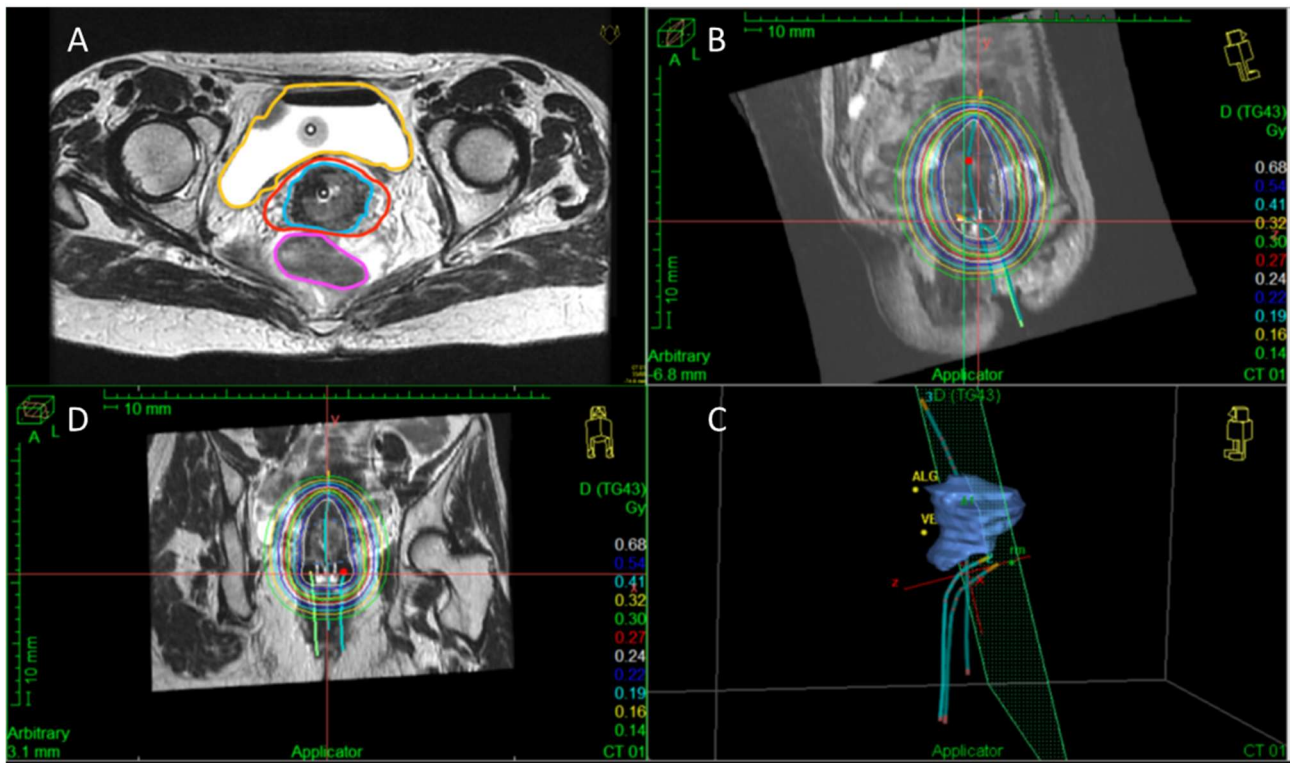 A
B
10 mm
A L
y
D (TG43)
Gy
0.68
0.54
0.41
0.32
0.30
0.27
0.24
0.22
0.19
0.16
0.14
z
10 mm
Arbitrary
-6.8 mm
Applicator
CT 01
D
10 mm
A L
y
D (TG43)
Gy
0.68
0.54
0.41
0.32
0.30
0.27
0.24
0.22
0.19
0.16
0.14
x
10 mm
Arbitrary
3.1 mm
Applicator
CT 01
C
3
D (TG43)
ALG
VE
z
Applicator
CT 01